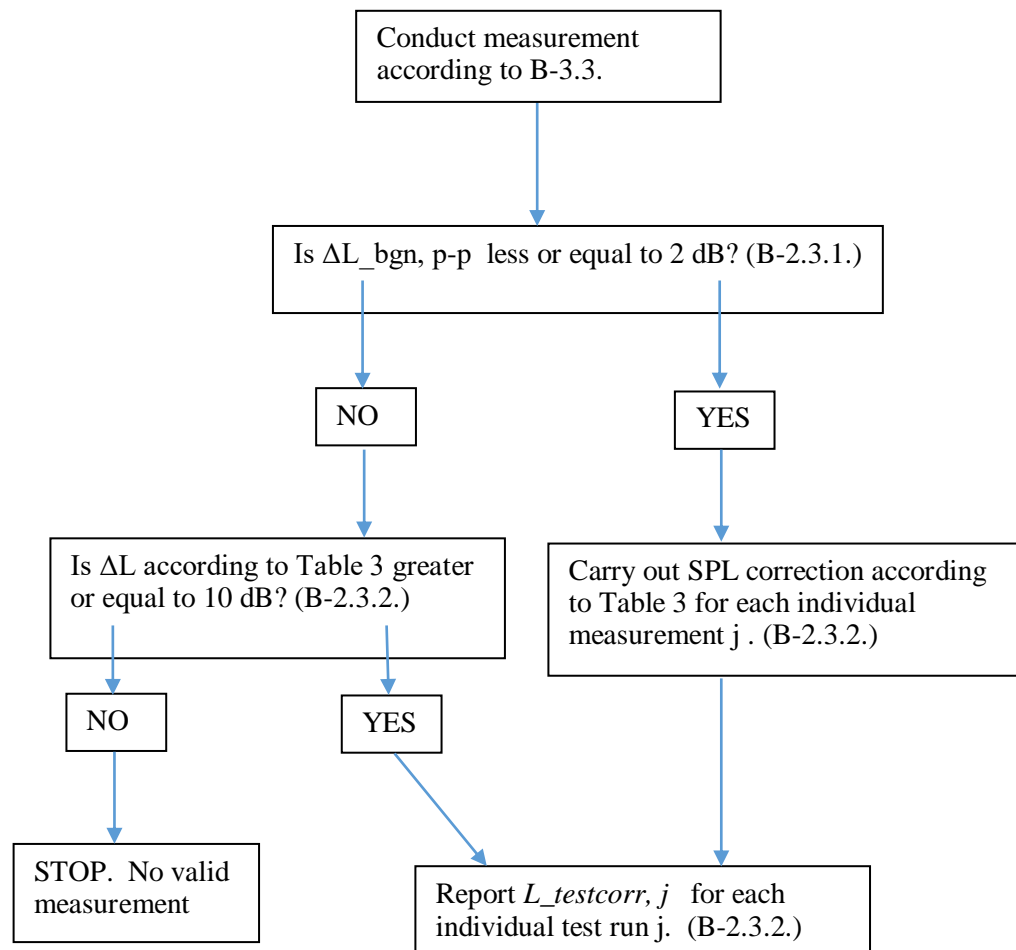 Conduct measurement
according to B-3.3.
Is ΔL_bgn, p-p less or equal to 2 dB? (B-2.3.1.)
NO
YES
Is ΔL according to Table 3 greater
or equal to 10 dB? (B-2.3.2.)
Carry out SPL correction according
to Table 3 for each individual
measurement j . (B-2.3.2.)
NO
YES
STOP. No valid
measurement
Report L_testcorr, j for each
individual test run j. (B-2.3.2.)